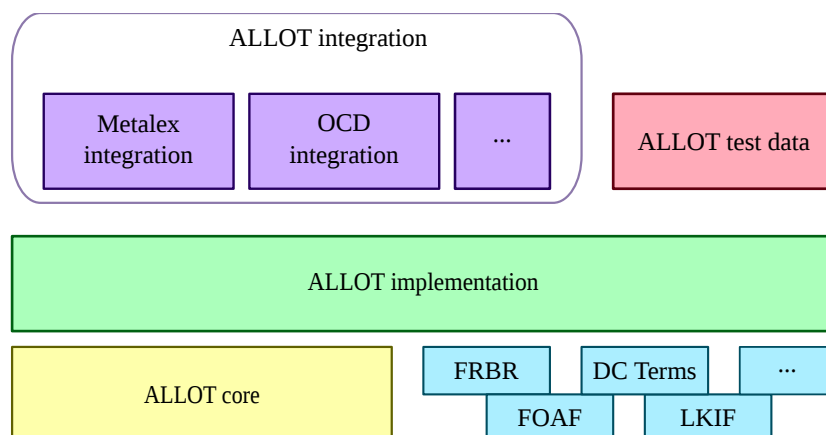 ALLOT integration
Metalex
integration
OCD
integration
...
ALLOT test data
ALLOT implementation
ALLOT core
FRBR
DC Terms
...
FOAF
LKIF